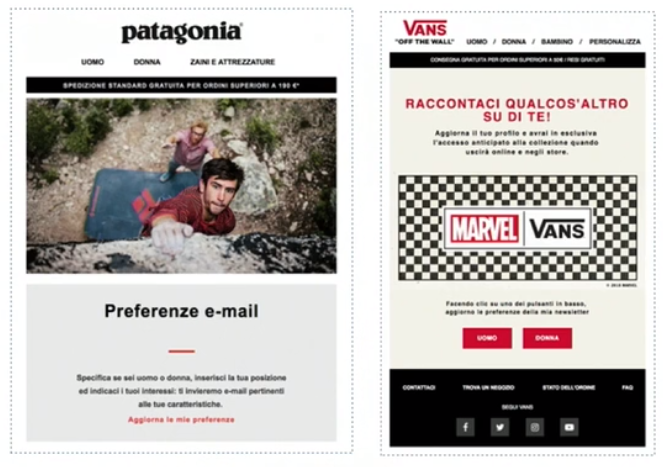 patagonia®
UOMO DONNA ZAINI E ATTREZZATURE
SPEDIZIONE STANDARD GRATUITA PER ORDINI SUPERIORI A 190 €*
Preferenze e-mail
Specifica se sei uomo o donna, inserisci la tua posizione
ed indicaci i tuoi interessi: ti invieremo e-mail pertinenti
alle tue caratteristiche.
Aggiorna le mie preferenze
VANS
"OFF THE WALL"
UOMO / DONNA / BAMBINO / PERSONALIZZA
CONSEGNA GRATUITA PER ORDINI SUPERIORI A 50€ I RESI GRATUITI
RACCONTACI QUALCOS'ALTRO
SU DI TE!
Aggiorna il tuo profilo e avrai in esclusiva
l'accesso anticipato alla collezione quando
uscirà online e negli store.
MARVEL VANS
© 2018 MARVEL
Facendo clic su uno dei pulsanti in basso,
aggiorno le preferenze della mia newsletter
UOMO DONNA
CONTATTACI TROVA UN NEGOZIO STATO DELL'ORDINE FAQ
SEGUI VANS